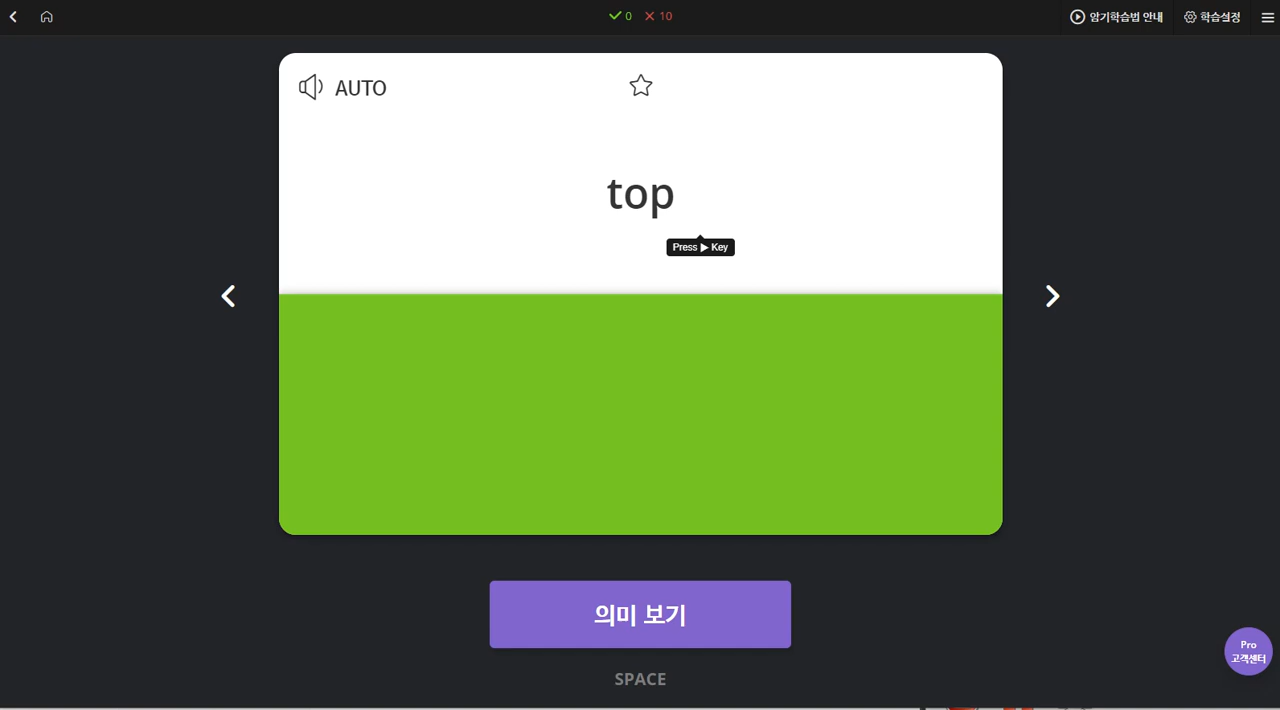 0 10 암기학습법 안내 학습설정
AUTO
top
Press ▶ Key
의미 보기
SPACE
Pro
고객센터